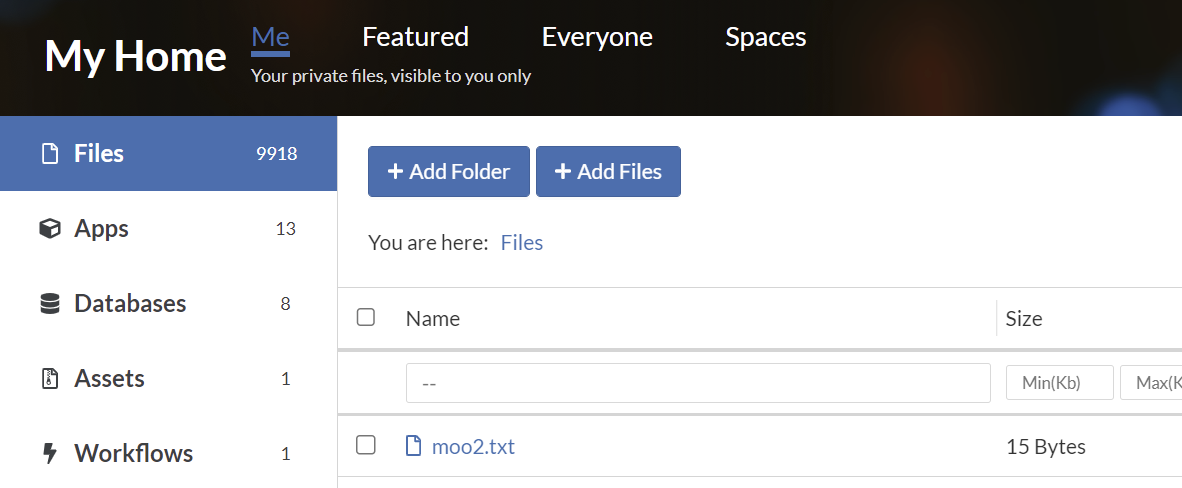 My Home
Me Featured Everyone Spaces
Your private files, visible to you only
Files 9918
Apps 13
Databases 8
Assets 1
Workflows 1
+ Add Folder + Add Files
You are here: Files
Name Size
-- Min(Kb) Max(K
moo2.txt 15 Bytes